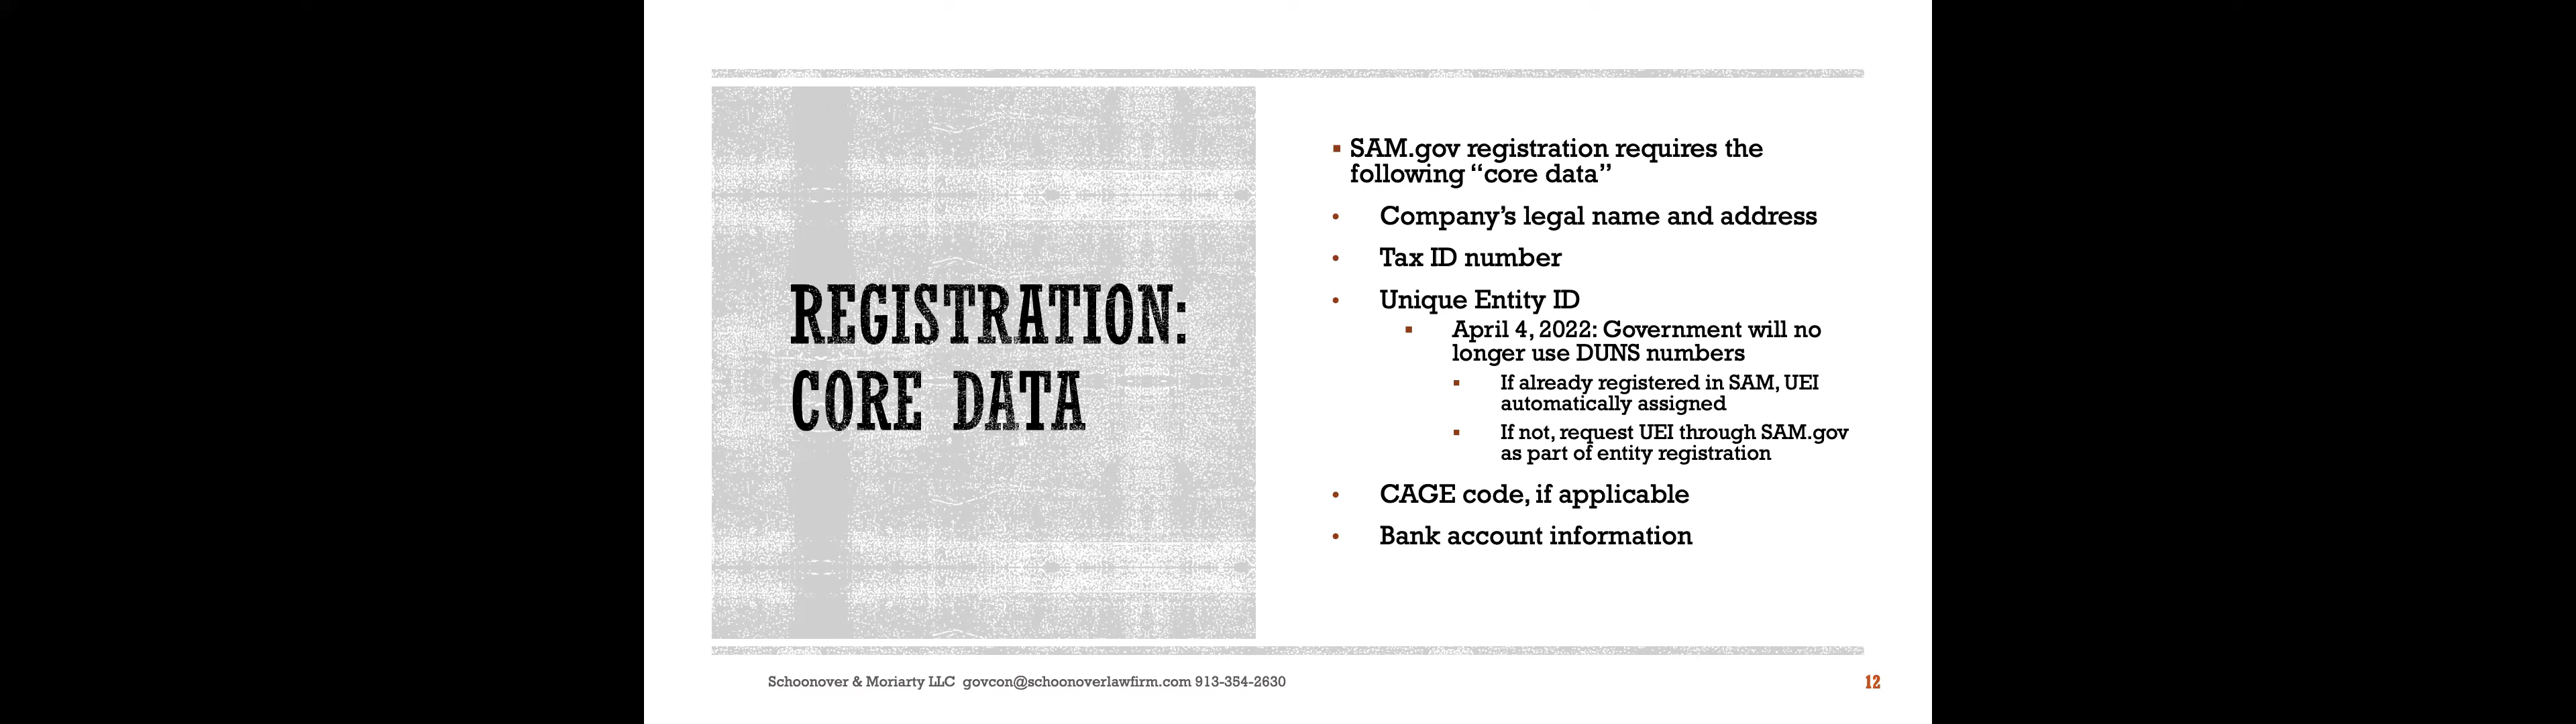 REGISTRATION:
CORE DATA
▪ SAM.gov registration requires the
following “core data”
• Company’s legal name and address
• Tax ID number
• Unique Entity ID
▪ April 4, 2022: Government will no
longer use DUNS numbers
▪ If already registered in SAM, UEI
automatically assigned
▪ If not, request UEI through SAM.gov
as part of entity registration
• CAGE code, if applicable
• Bank account information
Schoonover & Moriarty LLC govcon@schoonoverlawfirm.com 913-354-2630
12